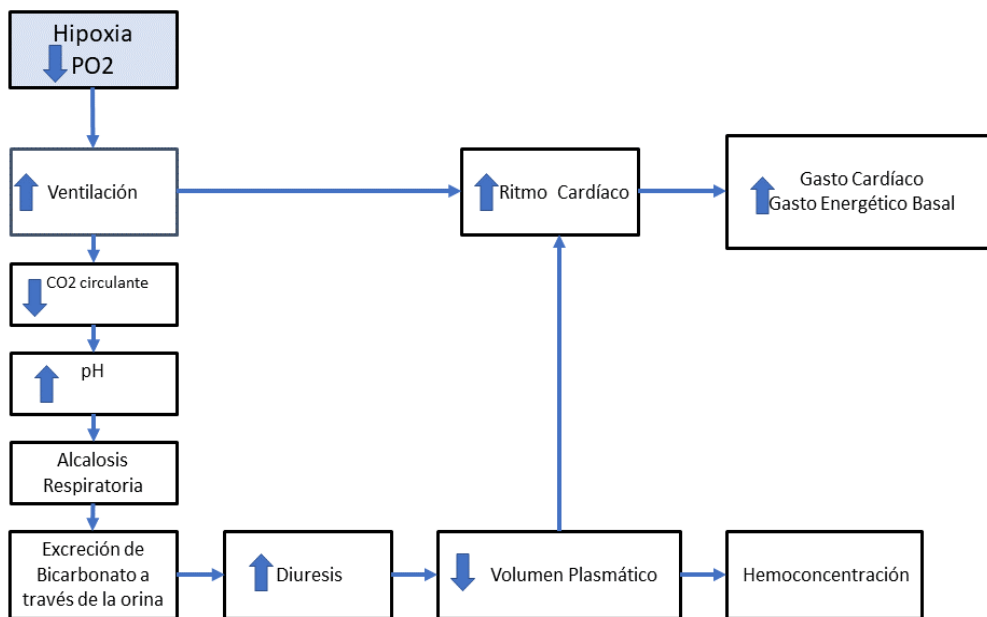 Hipoxia
PO2
Ventilación
Ritmo Cardíaco
Gasto Cardíaco
Gasto Energético Basal
CO2 circulante
pH
Alcalosis
Respiratoria
Excreción de
Bicarbonato a
través de la orina
Diuresis
Volumen Plasmático
Hemoconcentración